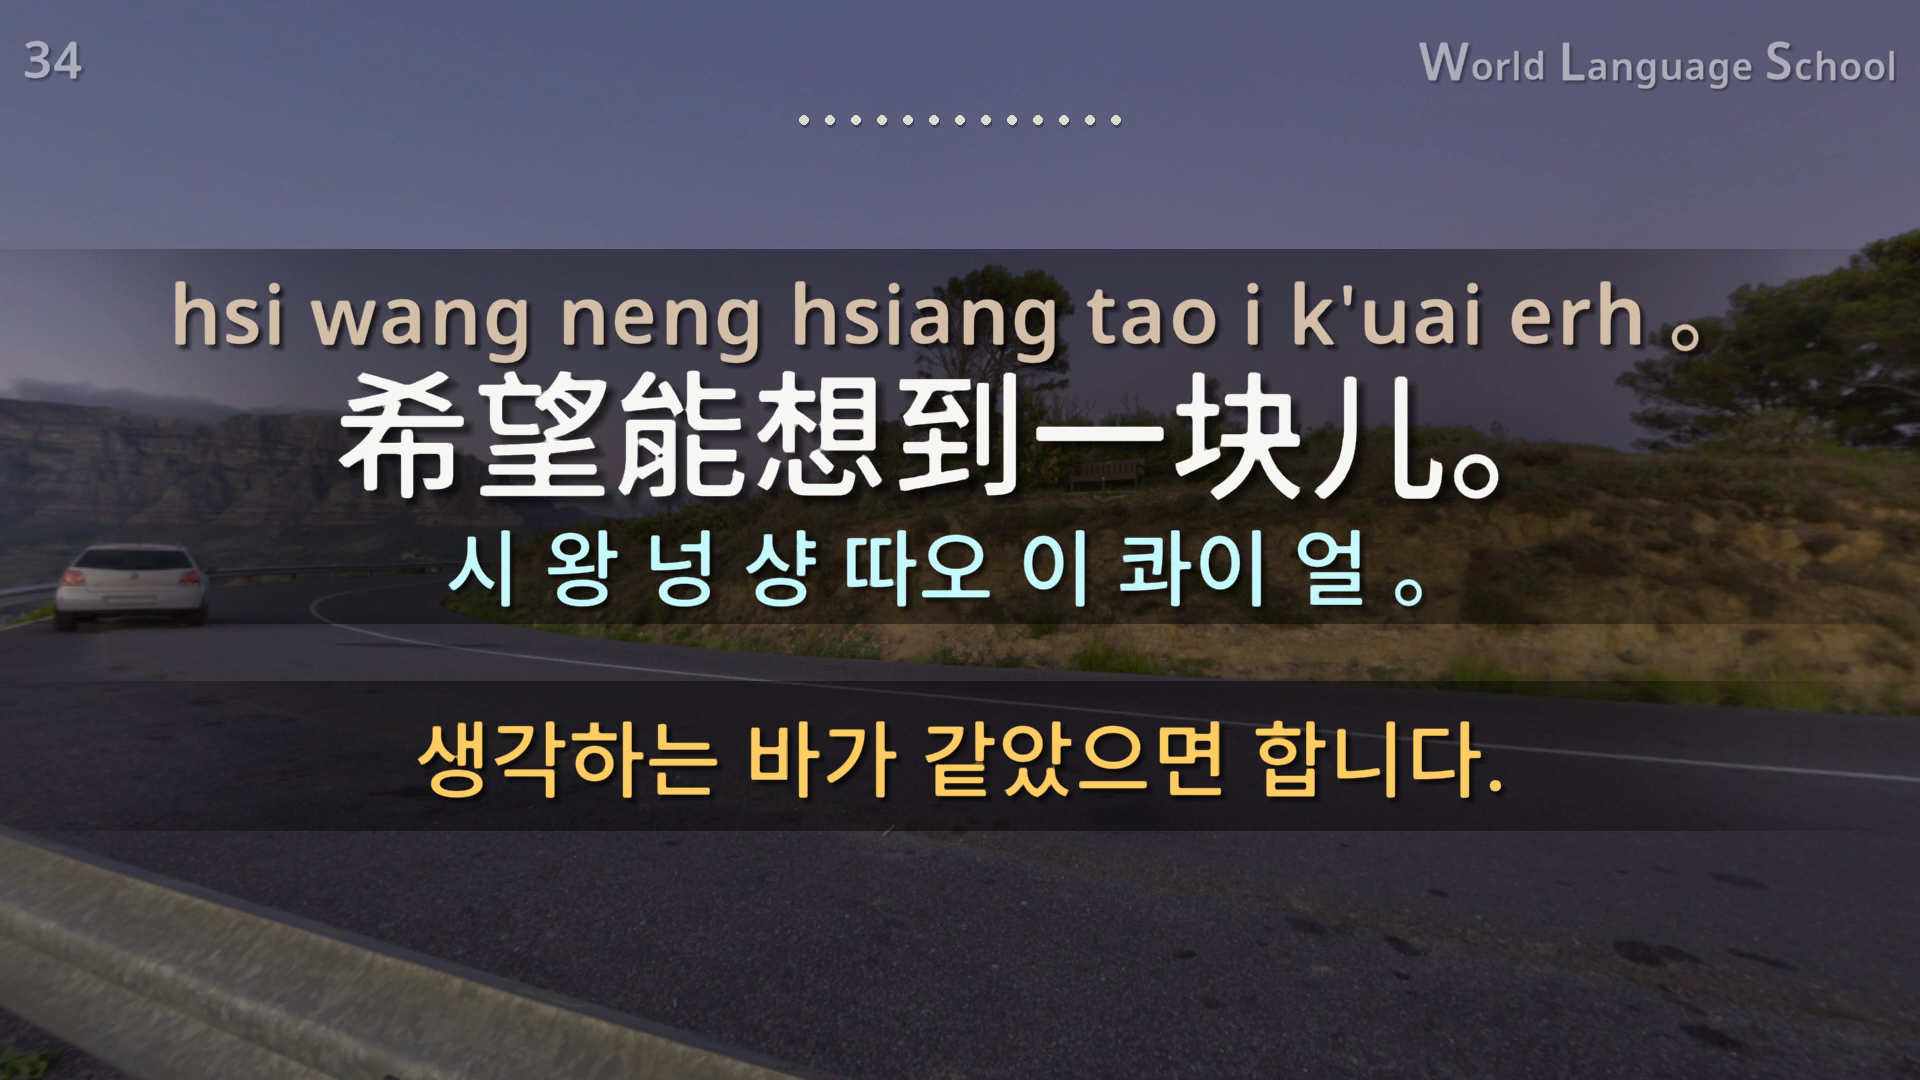 34
World Language School
hsi wang neng hsiang tao i k'uai erh 。
希望能想到一块儿。
시 왕 넝 샹 따오 이 콰이 얼 。
생각하는 바가 같았으면 합니다.